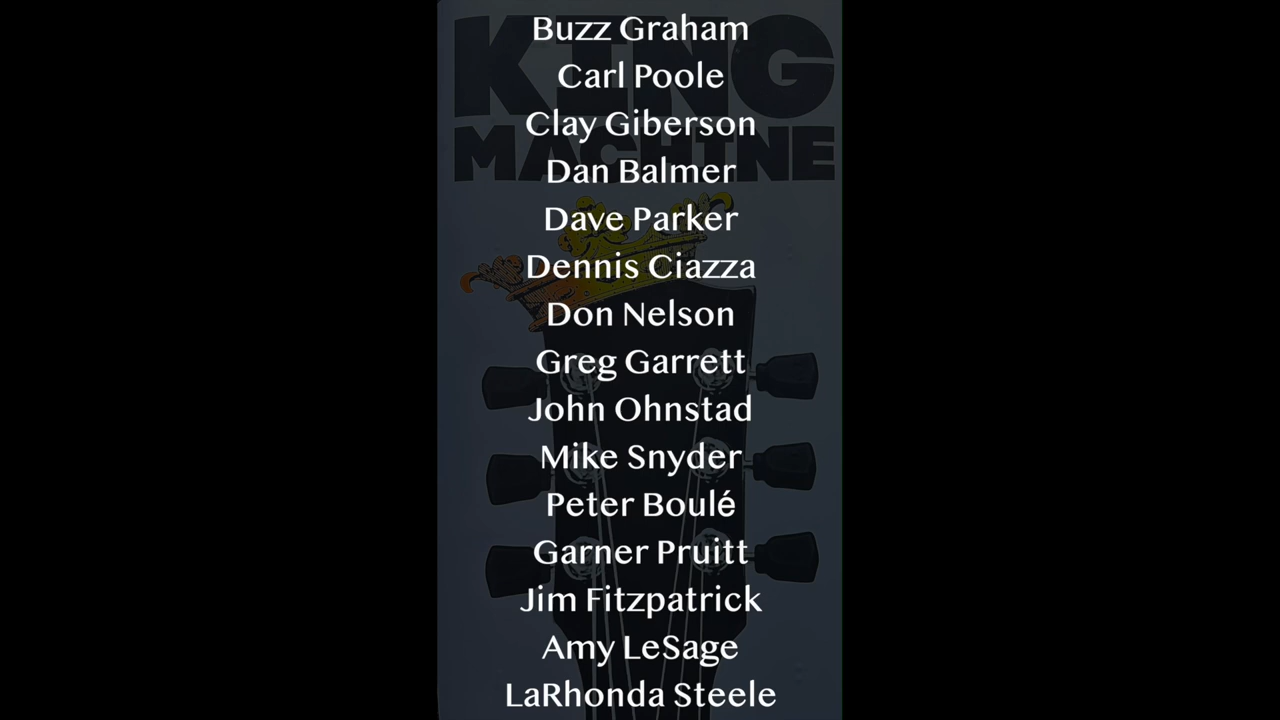 KING
MACHINE
Buzz Graham
Carl Poole
Clay Giberson
Dan Balmer
Dave Parker
Dennis Ciazza
Don Nelson
Greg Garrett
John Ohnstad
Mike Snyder
Peter Boulé
Garner Pruitt
Jim Fitzpatrick
Amy LeSage
LaRhonda Steele